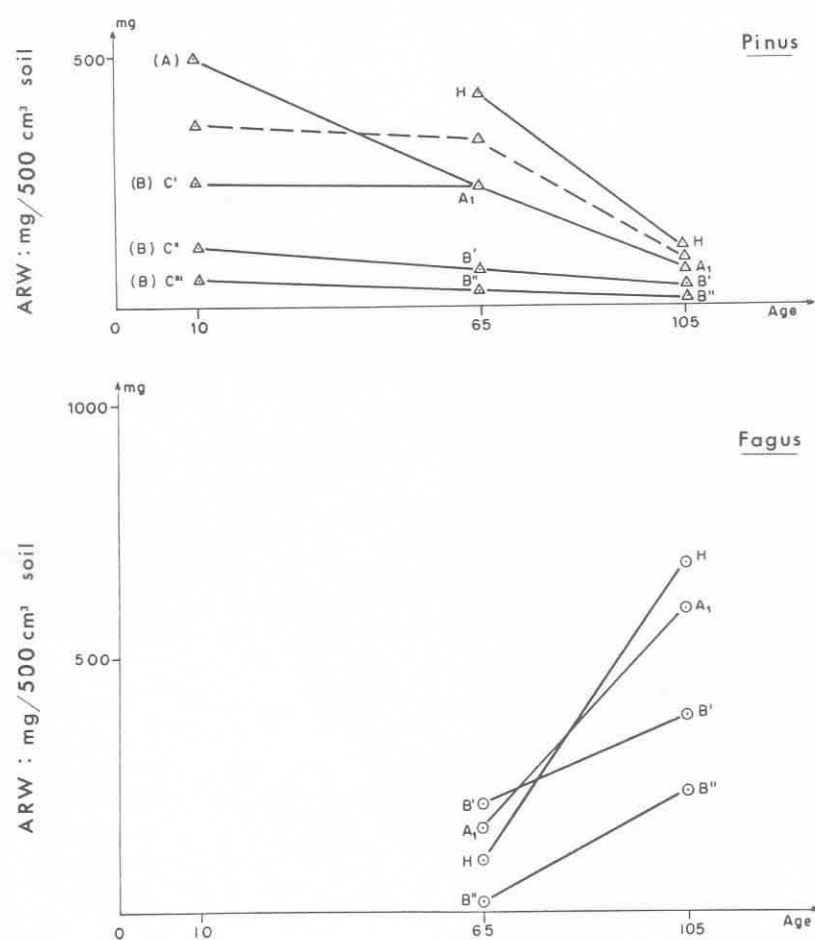 mg
Pinus
500
(A)
H
(B) C'
A₁
(B) C"
B'
H
A₁
B'
(B) C'''
B"
B"
Age
0 10 65 105
ARW : mg/500 cm³ soil
mg
1000
Fagus
H
A₁
500
B'
B'
B"
A₁
H
B"
Age
0 10 65 105
ARW : mg/500 cm³ soil